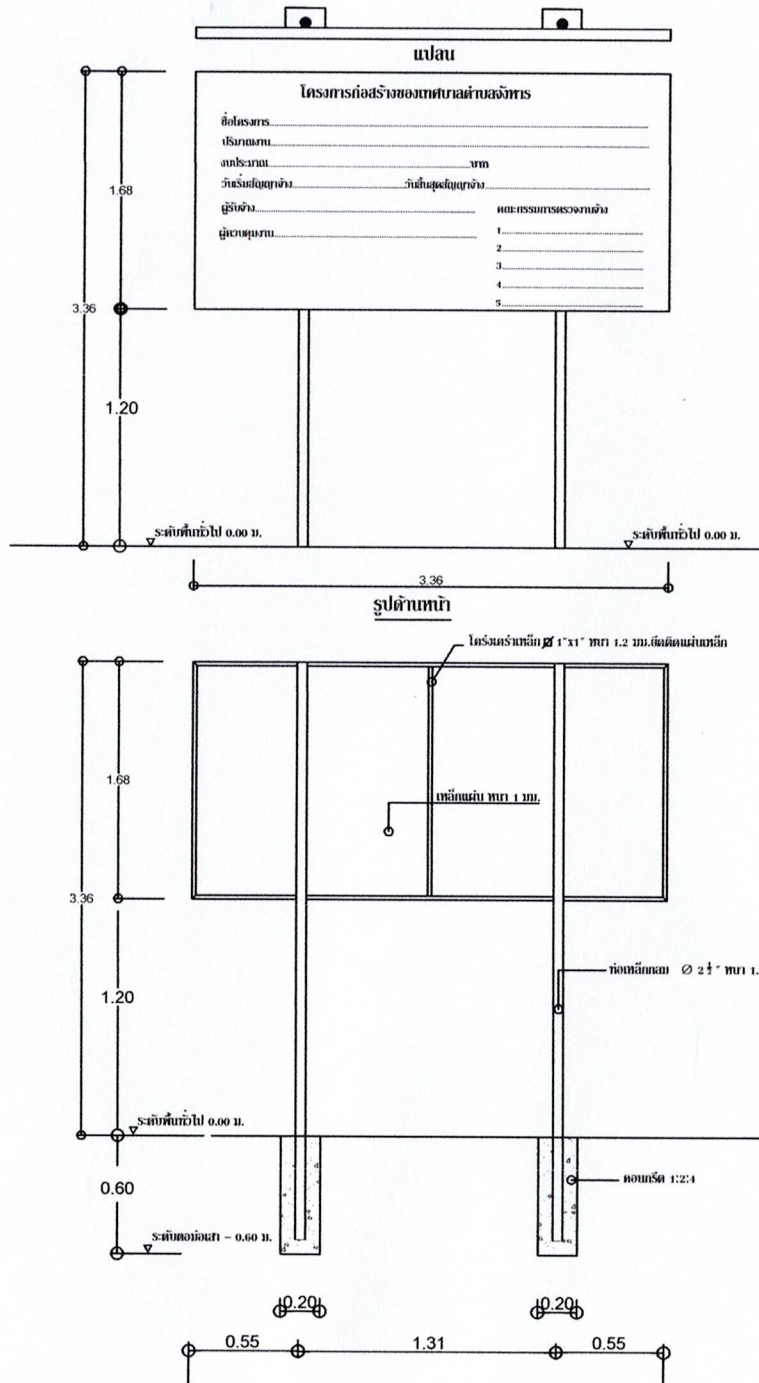 แปลน
โครงการก่อสร้างของเทศบาลตำบลจังหาร
ชื่อโครงการ
ปริมาณงาน
งบประมาณ บาท
วันเริ่มสัญญาจ้าง วันสิ้นสุดสัญญาจ้าง
ผู้รับจ้าง
คณะกรรมการตรวจงานจ้าง
ผู้ควบคุมงาน
1
2
3
4
5
1.68
3.36
1.20
ระดับพื้นทั่วไป 0.00 ม.
ระดับพื้นทั่วไป 0.00 ม.
3.36
รูปด้านหน้า
โครงเคร่าเหล็ก 1"x1" หนา 1.2 มม.ยึดติดแผ่นเหล็ก
1.68
เหล็กแผ่น หนา 1 มม.
3.36
ท่อเหล็กกลม Ø 2 ½" หนา 1.
1.20
ระดับพื้นทั่วไป 0.00 ม.
0.60
คอนกรีต 1:2:4
ระดับตอม่อเสา - 0.60 ม.
0.20
0.20
0.55
1.31
0.55